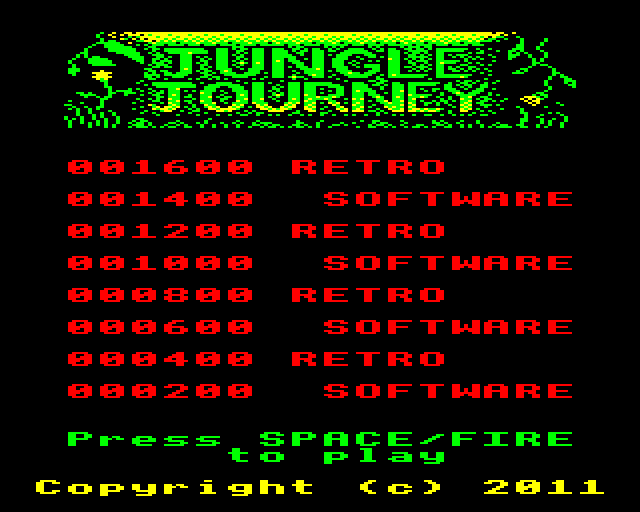 JUNGLE
JOURNEY
001600 RETRO
001400 SOFTWARE
001200 RETRO
001000 SOFTWARE
000800 RETRO
000600 SOFTWARE
000400 RETRO
000200 SOFTWARE
Press SPACE/FIRE
to play
Copyright (c) 2011